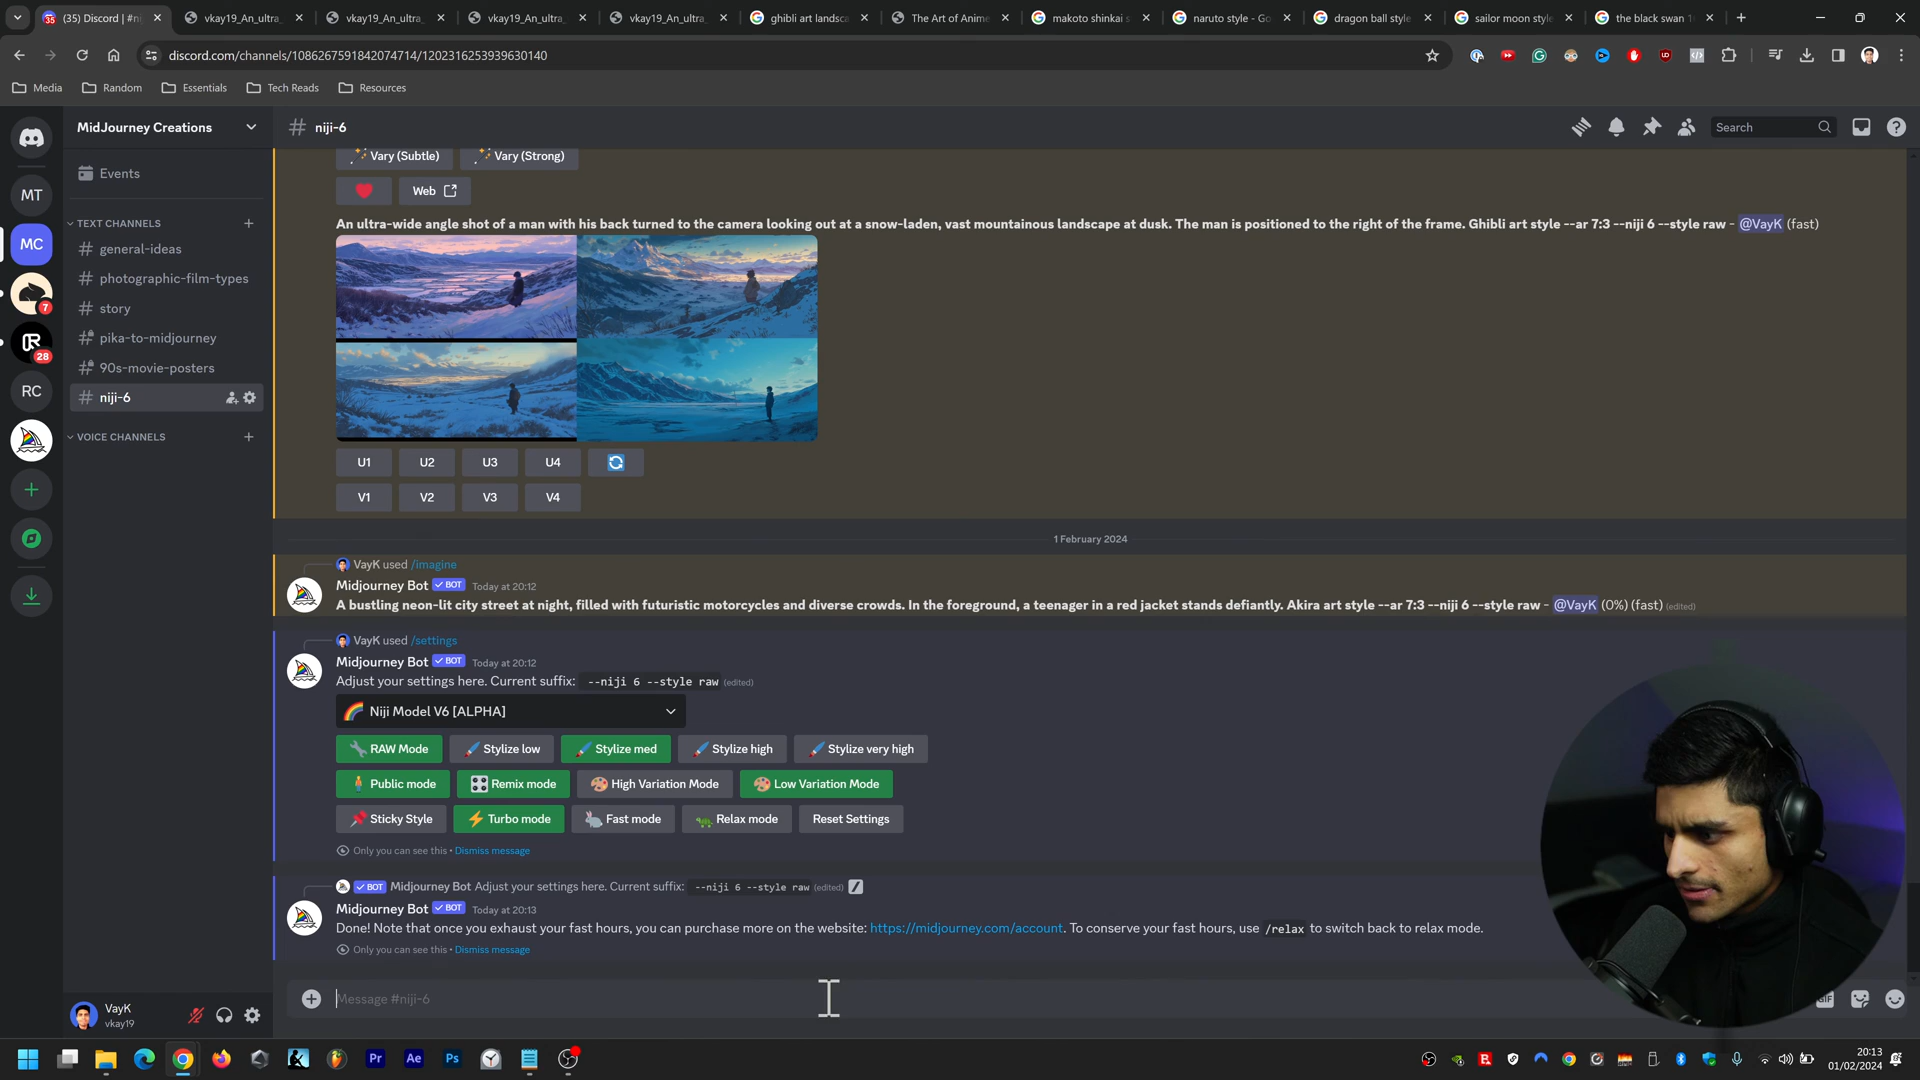 (35) Discord | #ni
vkay19_An_ultra_
vkay19_An_ultra_
vkay19_An_ultra_
vkay19_An_ultra_
ghibli art landsca
The Art of Anime
makoto shinkai s
naruto style - Go
dragon ball style
sailor moon style
the black swan 1
discord.com/channels/1086267591842074714/1202316253939630140
Media
Random
Essentials
Tech Reads
Resources
MidJourney Creations
niji-6
Search
Events
TEXT CHANNELS
general-ideas
photographic-film-types
story
pika-to-midjourney
90s-movie-posters
niji-6
VOICE CHANNELS
MT
MC
7
28
RC
Vary (Subtle)
Vary (Strong)
Web
An ultra-wide angle shot of a man with his back turned to the camera looking out at a snow-laden, vast mountainous landscape at dusk. The man is positioned to the right of the frame. Ghibli art style --ar 7:3 --niji 6 --style raw - @VayK (fast)
U1 U2 U3 U4
V1 V2 V3 V4
1 February 2024
VayK used /imagine
Midjourney Bot ✓ BOT Today at 20:12
A bustling neon-lit city street at night, filled with futuristic motorcycles and diverse crowds. In the foreground, a teenager in a red jacket stands defiantly. Akira art style --ar 7:3 --niji 6 --style raw - @VayK (0%) (fast) (edited)
VayK used /settings
Midjourney Bot ✓ BOT Today at 20:12
Adjust your settings here. Current suffix: --niji 6 --style raw (edited)
Niji Model V6 [ALPHA]
RAW Mode Stylize low Stylize med Stylize high Stylize very high
Public mode Remix mode High Variation Mode Low Variation Mode
Sticky Style Turbo mode Fast mode Relax mode Reset Settings
Only you can see this • Dismiss message
✓ BOT Midjourney Bot Adjust your settings here. Current suffix: --niji 6 --style raw (edited)
Midjourney Bot ✓ BOT Today at 20:13
Done! Note that once you exhaust your fast hours, you can purchase more on the website: https://midjourney.com/account. To conserve your fast hours, use /relax to switch back to relax mode.
Only you can see this • Dismiss message
Message #niji-6
GIF
VayK
vkay19
Pr
Ae
Ps
20:13
01/02/2024